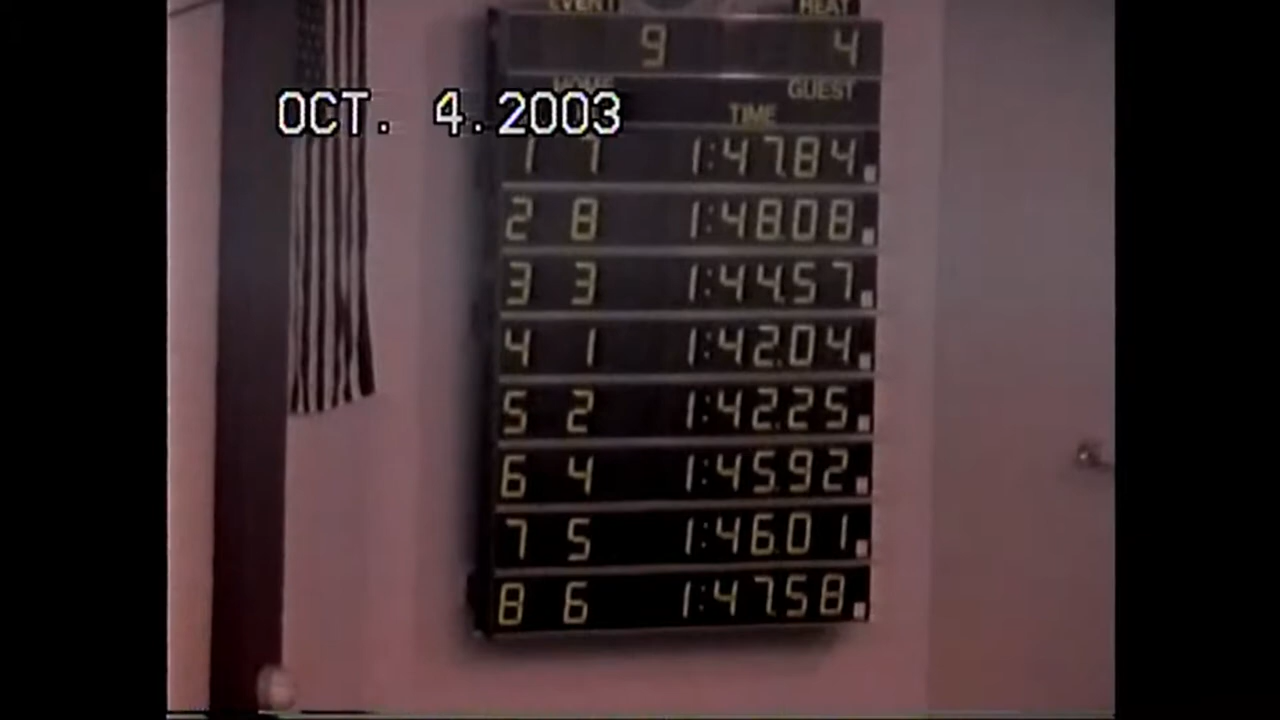 EVENT HEAT
9 4
HOME GUEST
OCT. 4.2003
TIME
1 7 1:47.84
2 8 1:48.08
3 3 1:44.57
4 1 1:42.04
5 2 1:42.25
6 4 1:45.92
7 5 1:46.01
8 6 1:47.58